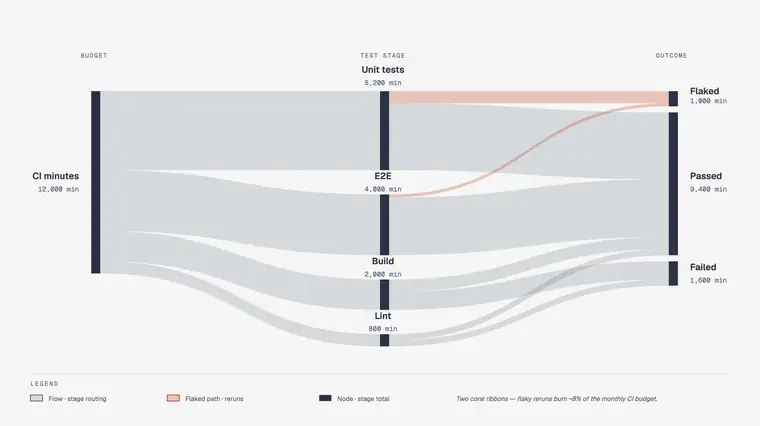 BUDGET
TEST STAGE
OUTCOME
Unit tests
5,200 min
Flaked
1,000 min
CI minutes
12,000 min
E2E
4,000 min
Passed
9,400 min
Build
2,000 min
Failed
1,600 min
Lint
800 min
LEGEND
Flow · stage routing
Flaked path · reruns
Node · stage total
Two coral ribbons — flaky reruns burn ~8% of the monthly CI budget.